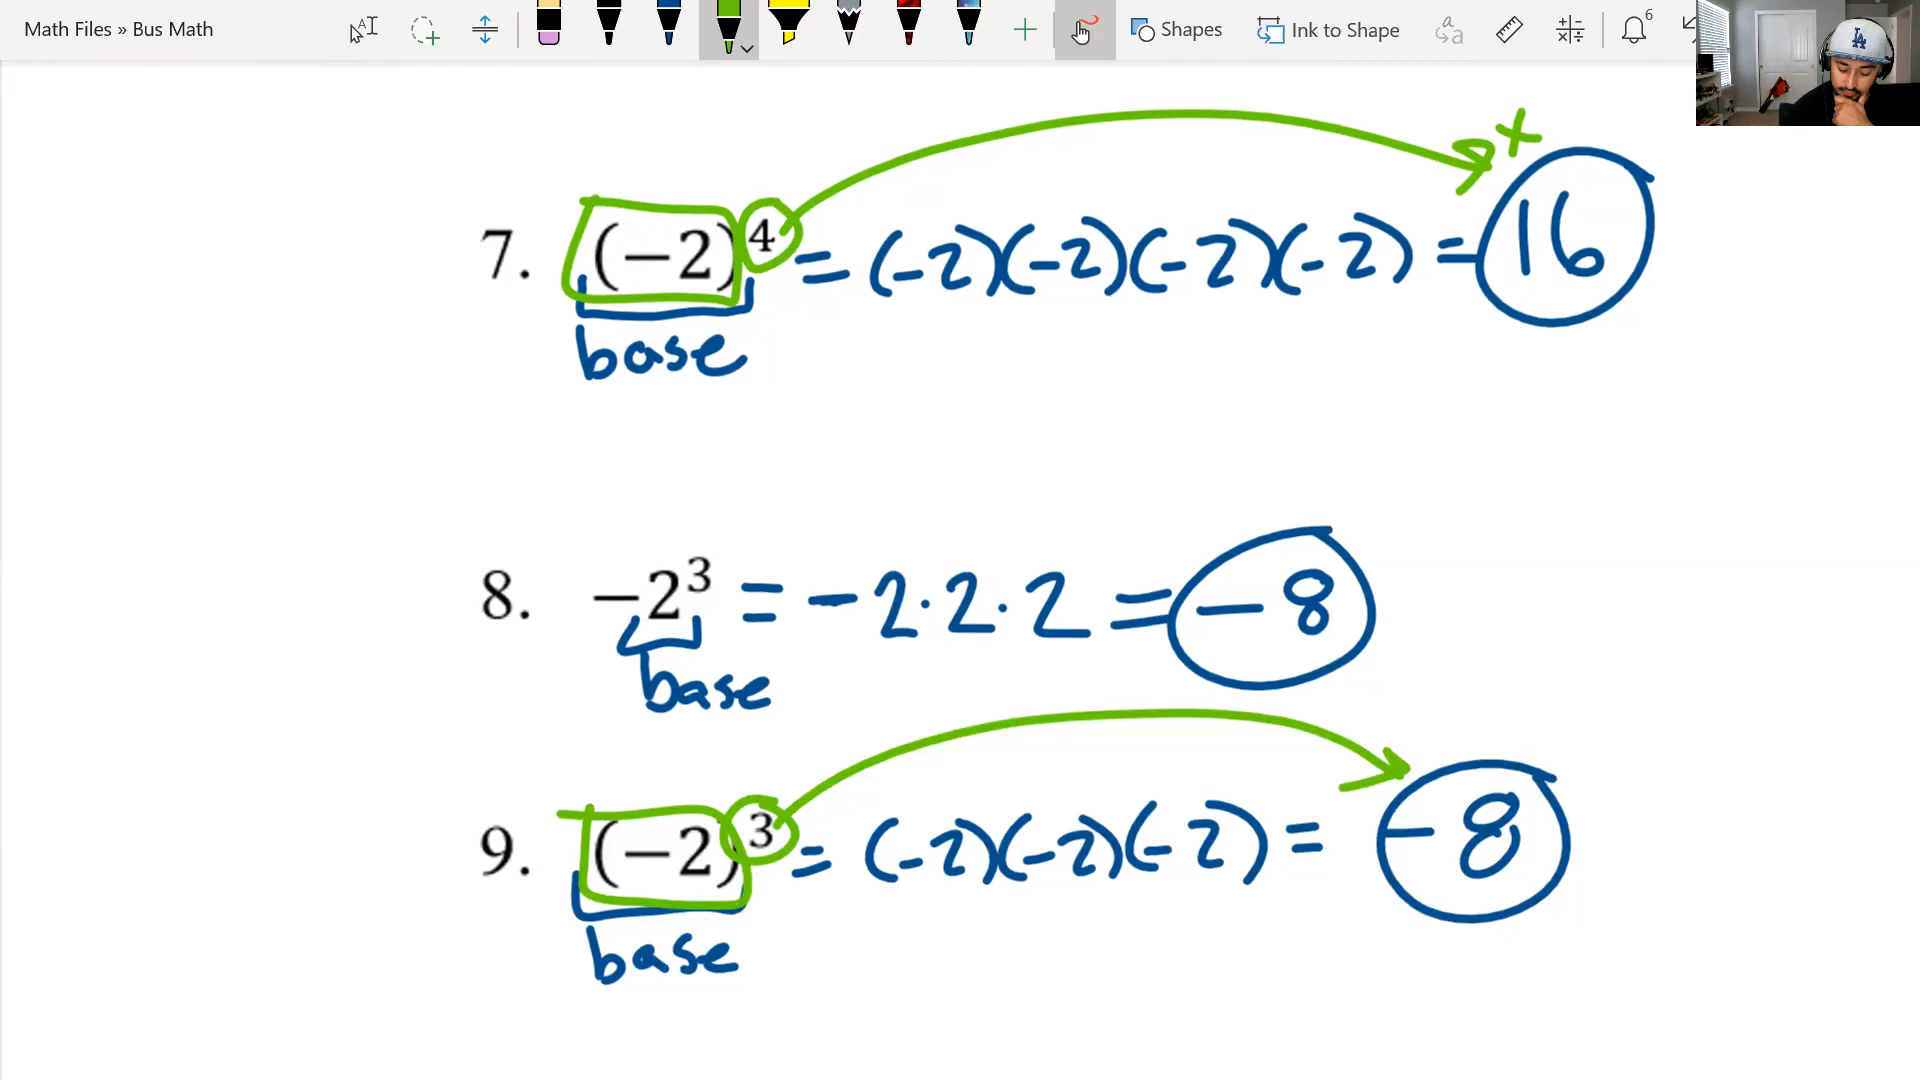 Math Files » Bus Math
Shapes
Ink to Shape
6
LA
+
7. (−2)⁴ = (-2)(-2)(-2)(-2) = 16
base
8. −2³ = -2·2·2 = -8
base
9. (−2)³ = (-2)(-2)(-2) = -8
base